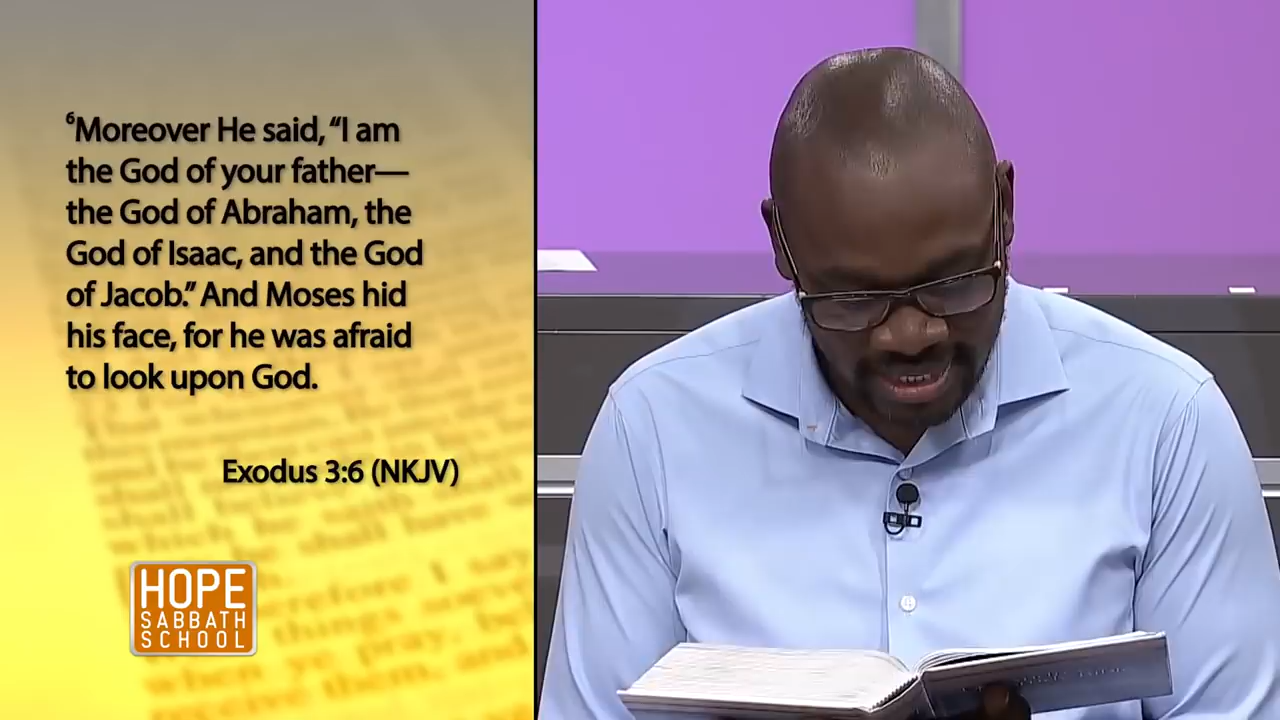 ⁶Moreover He said, “I am
the God of your father—
the God of Abraham, the
God of Isaac, and the God
of Jacob.” And Moses hid
his face, for he was afraid
to look upon God.
Exodus 3:6 (NKJV)
HOPE
SABBATH
SCHOOL